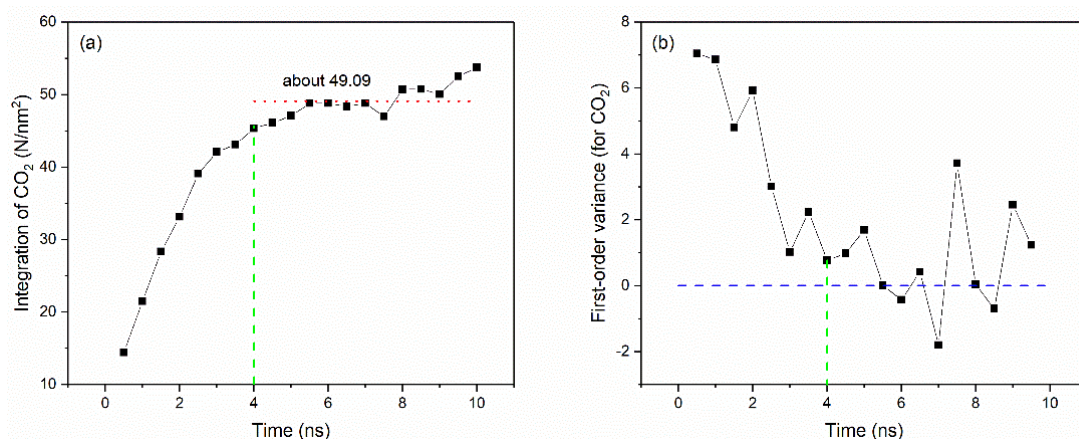 (a)
about 49.09
Integration of CO₂ (N/nm²)
60
50
40
30
20
10
0 2 4 6 8 10
Time (ns)
(b)
First-order variance (for CO₂)
8
6
4
2
0
-2
0 2 4 6 8 10
Time (ns)